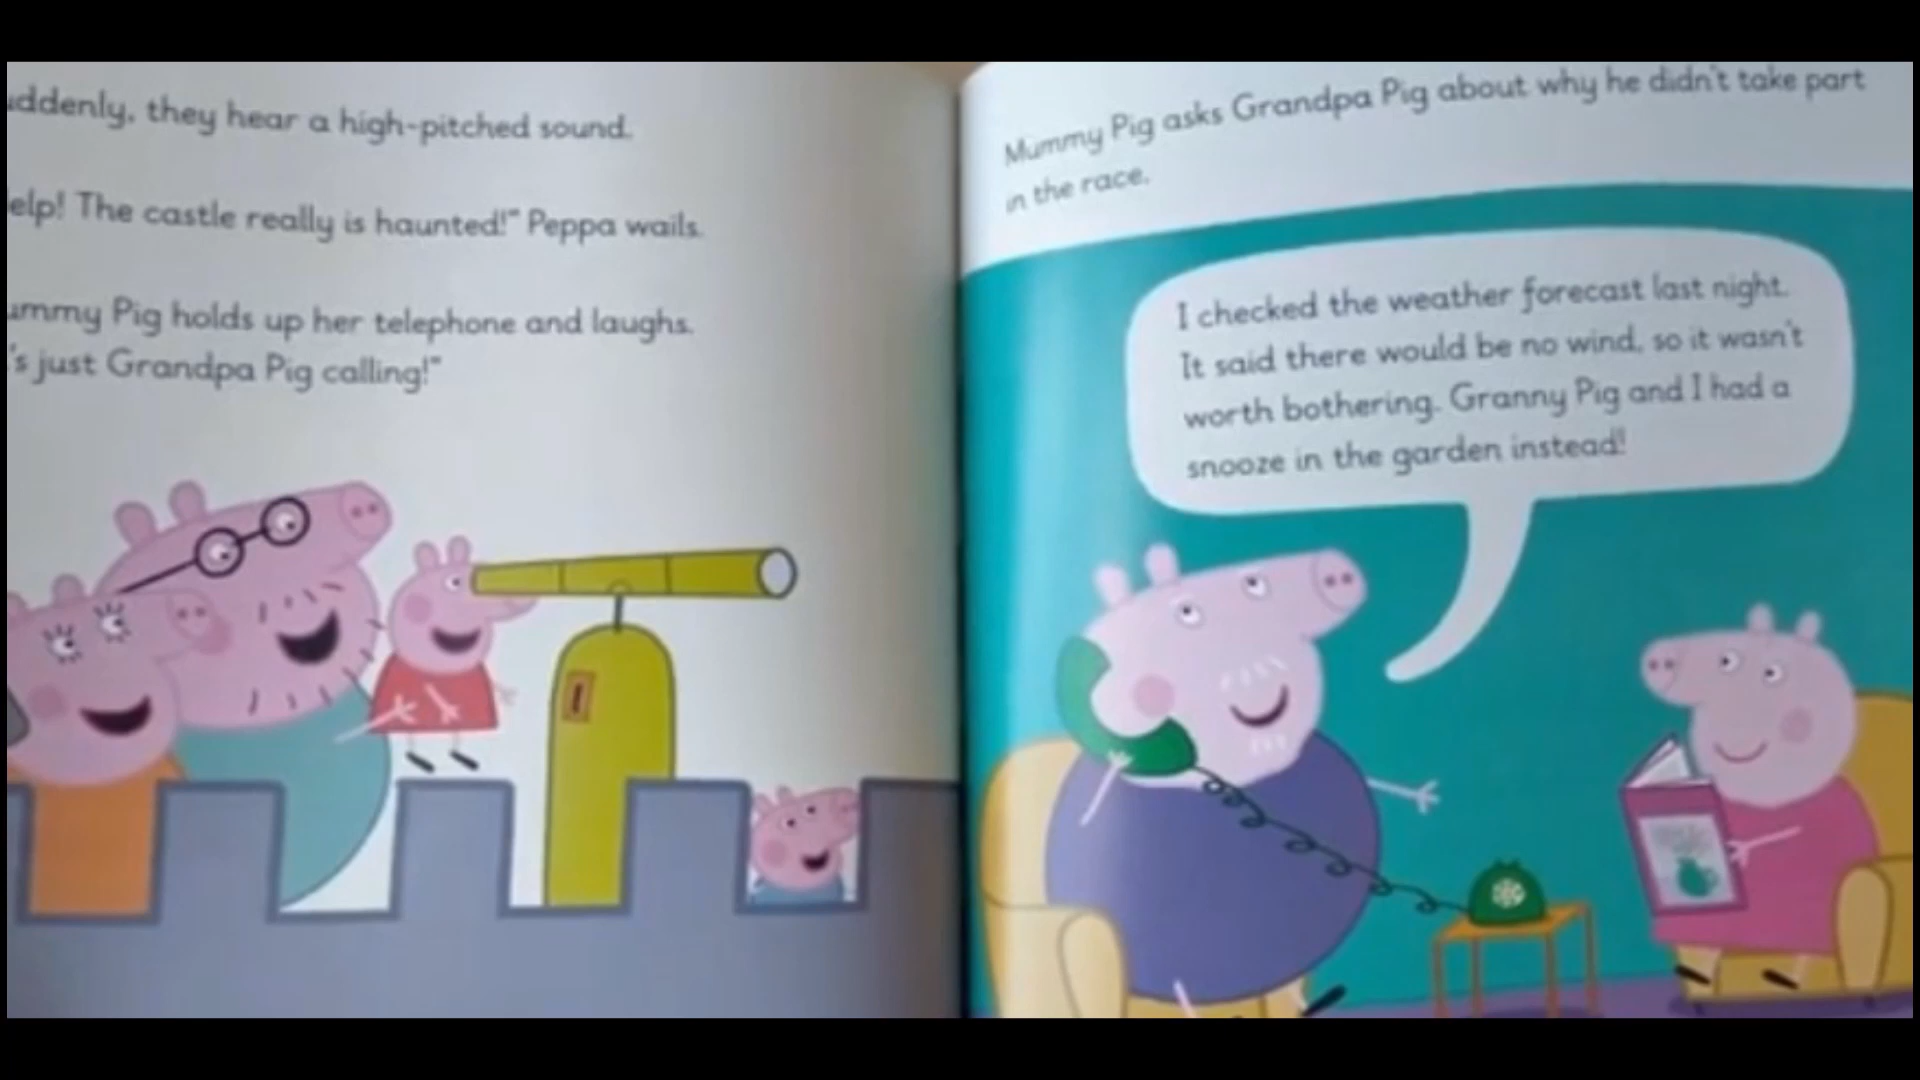 uddenly, they hear a high-pitched sound.
elp! The castle really is haunted!" Peppa wails.
ummy Pig holds up her telephone and laughs.
's just Grandpa Pig calling!"
Mummy Pig asks Grandpa Pig about why he didn't take part
in the race.
I checked the weather forecast last night.
It said there would be no wind, so it wasn't
worth bothering. Granny Pig and I had a
snooze in the garden instead!